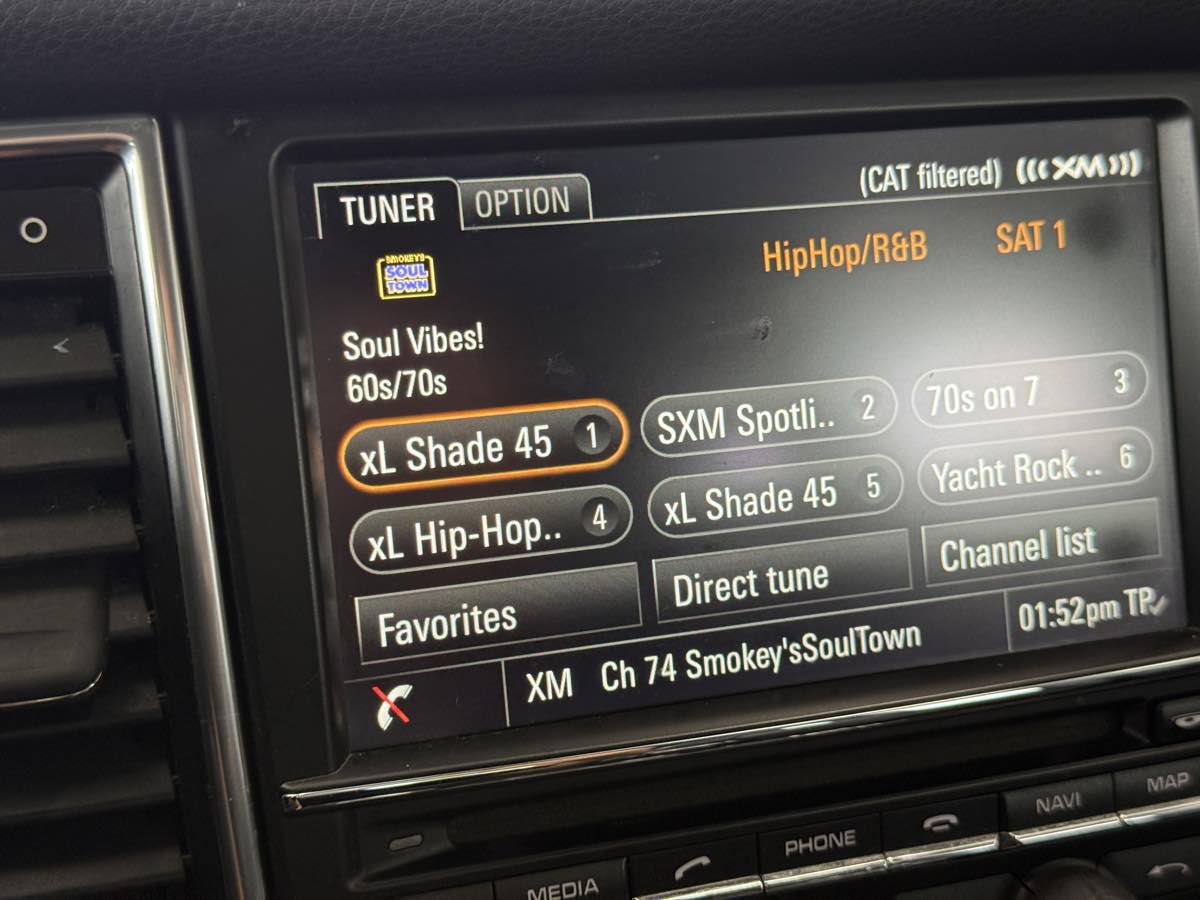 TUNER OPTION (CAT filtered) (((XM)))
SMOKEY'S
SOUL
TOWN
HipHop/R&B SAT 1
Soul Vibes!
60s/70s
xL Shade 45 1 SXM Spotli.. 2 70s on 7 3
xL Hip-Hop.. 4 xL Shade 45 5 Yacht Rock .. 6
Favorites Direct tune Channel list
XM Ch 74 Smokey'sSoulTown 01:52pm TP
MEDIA PHONE NAVI MAP